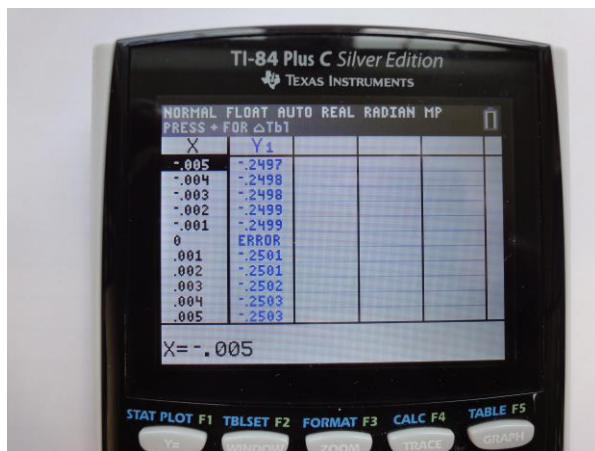 TI-84 Plus C Silver Edition
TEXAS INSTRUMENTS
NORMAL FLOAT AUTO REAL RADIAN MP
PRESS + FOR △Tbl
X Y₁
-.005 -.2497
-.004 -.2498
-.003 -.2498
-.002 -.2499
-.001 -.2499
0 ERROR
.001 -.2501
.002 -.2501
.003 -.2502
.004 -.2503
.005 -.2503
X=-.005
STAT PLOT F1 TBLSET F2 FORMAT F3 CALC F4 TABLE F5
Y= WINDOW ZOOM TRACE GRAPH